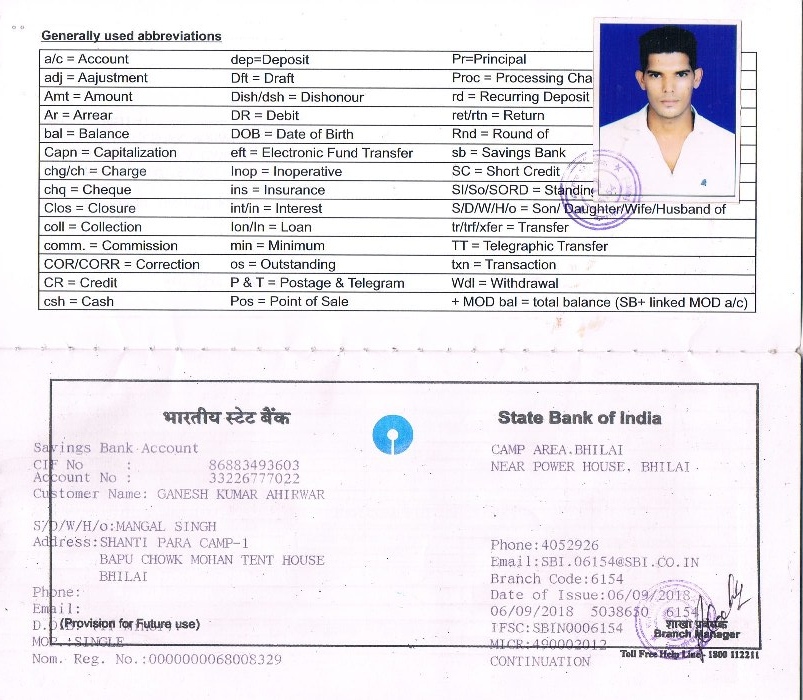 Generally used abbreviations
a/c = Account dep=Deposit Pr=Principal
adj = Aajustment Dft = Draft Proc = Processing Cha
Amt = Amount Dish/dsh = Dishonour rd = Recurring Deposit
Ar = Arrear DR = Debit ret/rtn = Return
bal = Balance DOB = Date of Birth Rnd = Round of
Capn = Capitalization eft = Electronic Fund Transfer sb = Savings Bank
chg/ch = Charge Inop = Inoperative SC = Short Credit
chq = Cheque ins = Insurance SI/So/SORD = Standing
Clos = Closure int/in = Interest S/D/W/H/o = Son/ Daughter/Wife/Husband of
coll = Collection lon/ln = Loan tr/trf/xfer = Transfer
comm. = Commission min = Minimum TT = Telegraphic Transfer
COR/CORR = Correction os = Outstanding txn = Transaction
CR = Credit P & T = Postage & Telegram Wdl = Withdrawal
csh = Cash Pos = Point of Sale + MOD bal = total balance (SB+ linked MOD a/c)
भारतीय स्टेट बैंक State Bank of India
Savings Bank Account CAMP AREA,BHILAI
CIF No : 86883493603 NEAR POWER HOUSE, BHILAI
Account No : 33226777022
Customer Name: GANESH KUMAR AHIRWAR
S/D/W/H/o:MANGAL SINGH
Address:SHANTI PARA CAMP-1
BAPU CHOWK MOHAN TENT HOUSE
BHILAI
Phone:4052926
Email:SBI.06154@SBI.CO.IN
Branch Code:6154
Phone: Date of Issue:06/09/2018
Email: 06/09/2018 5038650 6154
(Provision for Future use) IFSC:SBIN0006154 शाखा प्रबंधक
MOP.:SINGLE MICR:490002012 Branch Manager
Nom. Reg. No.:0000000068008329 CONTINUATION Toll Free Help Line - 1800 112211